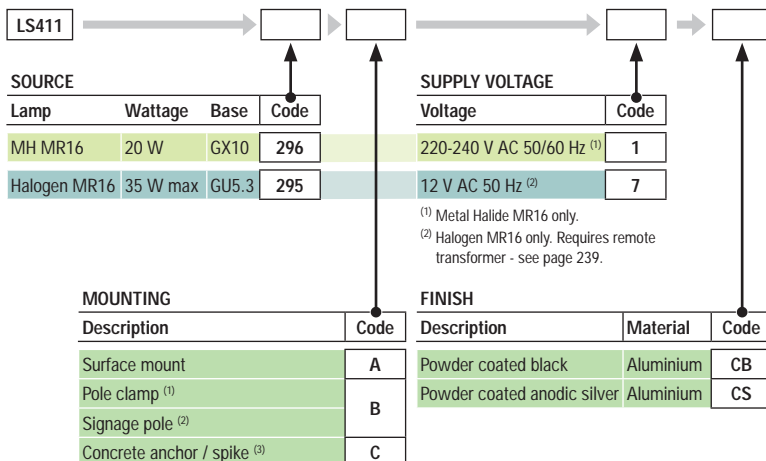 LS411
SOURCE
Lamp Wattage Base Code
MH MR16 20 W GX10 296
Halogen MR16 35 W max GU5.3 295
SUPPLY VOLTAGE
Voltage Code
220-240 V AC 50/60 Hz (1) 1
12 V AC 50 Hz (2) 7
(1) Metal Halide MR16 only.
(2) Halogen MR16 only. Requires remote
transformer - see page 239.
MOUNTING
Description Code
Surface mount A
Pole clamp (1)
B
Signage pole (2)
Concrete anchor / spike (3) C
FINISH
Description Material Code
Powder coated black Aluminium CB
Powder coated anodic silver Aluminium CS